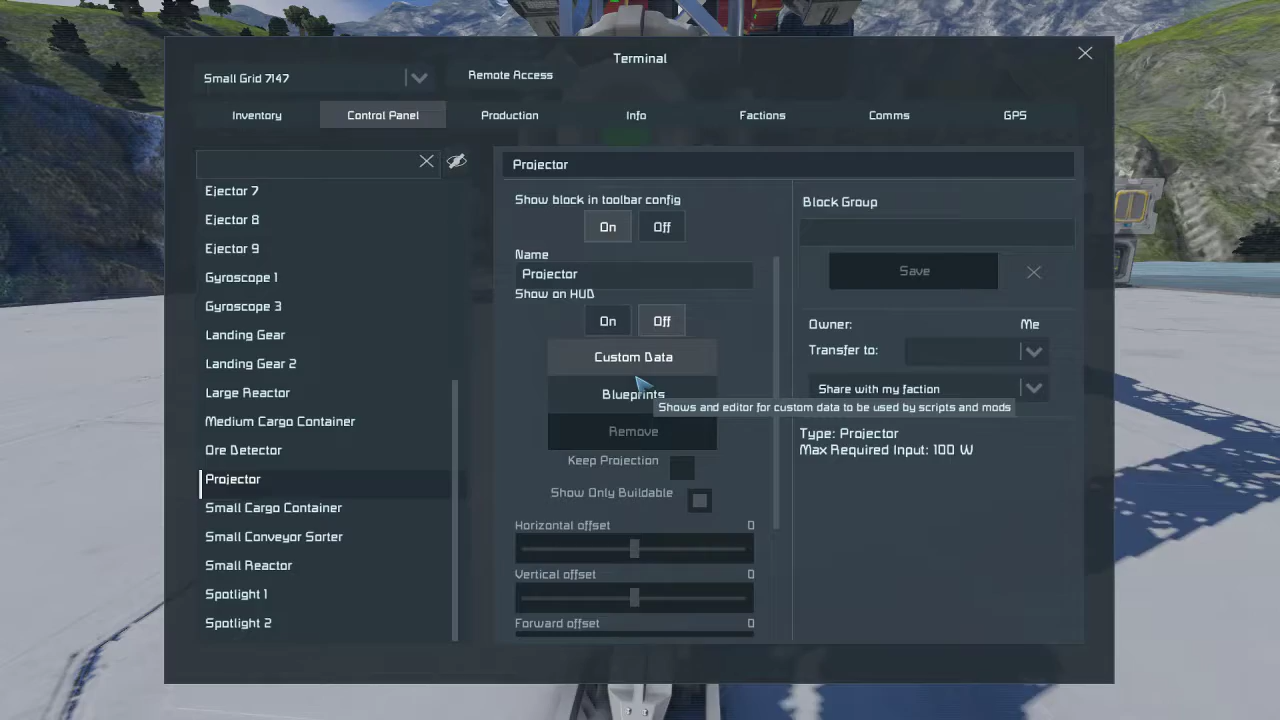 Terminal
Small Grid 7147
Remote Access
Inventory
Control Panel
Production
Info
Factions
Comms
GPS
Ejector 7
Ejector 8
Ejector 9
Gyroscope 1
Gyroscope 3
Landing Gear
Landing Gear 2
Large Reactor
Medium Cargo Container
Ore Detector
Projector
Small Cargo Container
Small Conveyor Sorter
Small Reactor
Spotlight 1
Spotlight 2
Projector
Show block in toolbar config
On Off
Name
Projector
Show on HUD
On Off
Custom Data
Blueprints
Shows and editor for custom data to be used by scripts and mods
Remove
Keep Projection
Show Only Buildable
Horizontal offset 0
Vertical offset 0
Forward offset 0
Block Group
Save
Owner: Me
Transfer to:
Share with my faction
Type: Projector
Max Required Input: 100 W